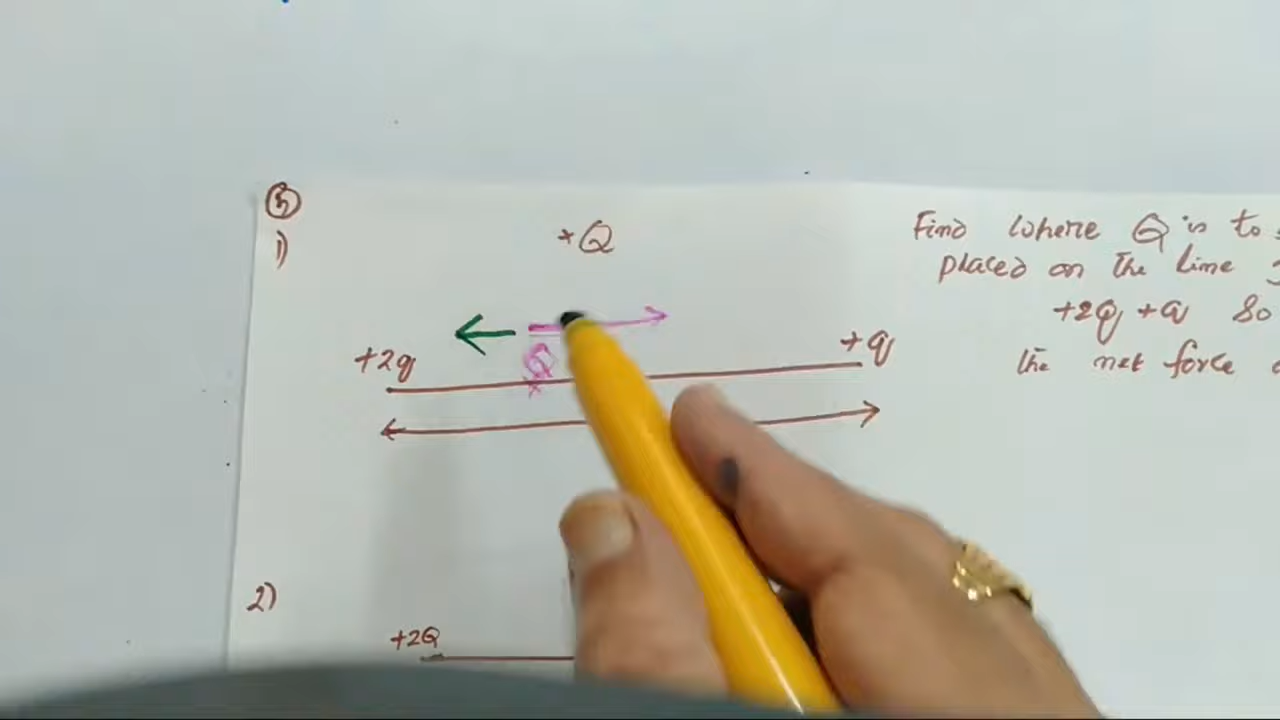 5
1)
+Q
Find where Q is to
placed on the line
+2q +q so
the net force
+2q
+q
Q
x
2)
+2Q